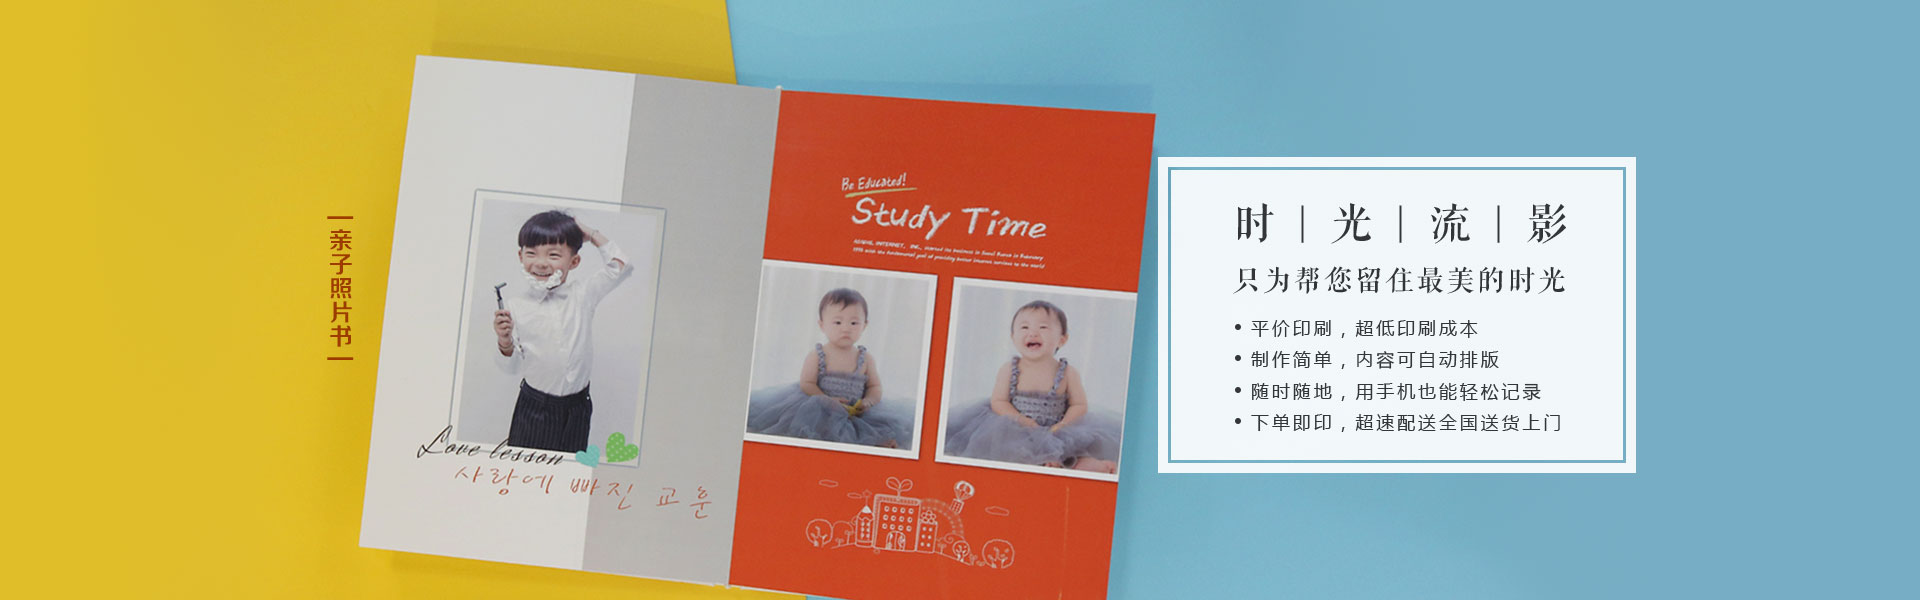 亲子照片书
Be Educated!
Study Time
Love lesson
사랑에 빠진 교훈
时|光|流|影
只为帮您留住最美的时光
• 平价印刷，超低印刷成本
• 制作简单，内容可自动排版
• 随时随地，用手机也能轻松记录
• 下单即印，超速配送全国送货上门